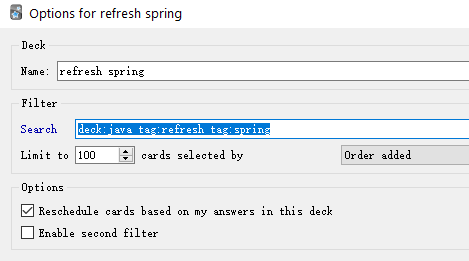 Options for refresh spring
Deck
Name: refresh spring
Filter
Search deck:java tag:refresh tag:spring
Limit to 100 cards selected by Order added
Options
Reschedule cards based on my answers in this deck
Enable second filter